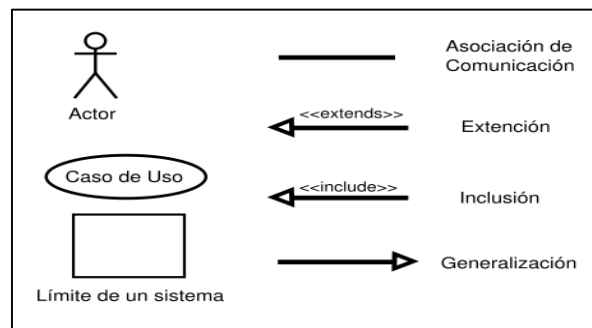 Actor
Caso de Uso
Límite de un sistema
Asociación de
Comunicación
<<extends>>
Extención
<<include>>
Inclusión
Generalización